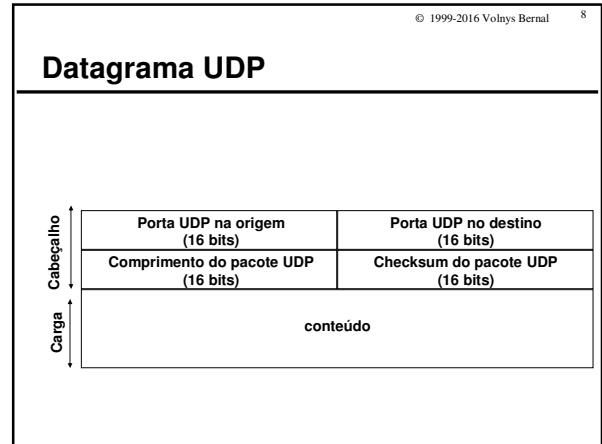 © 1999-2016 Volnys Bernal 8
Datagrama UDP
Cabeçalho
Porta UDP na origem
(16 bits)
Porta UDP no destino
(16 bits)
Comprimento do pacote UDP
(16 bits)
Checksum do pacote UDP
(16 bits)
Carga
conteúdo